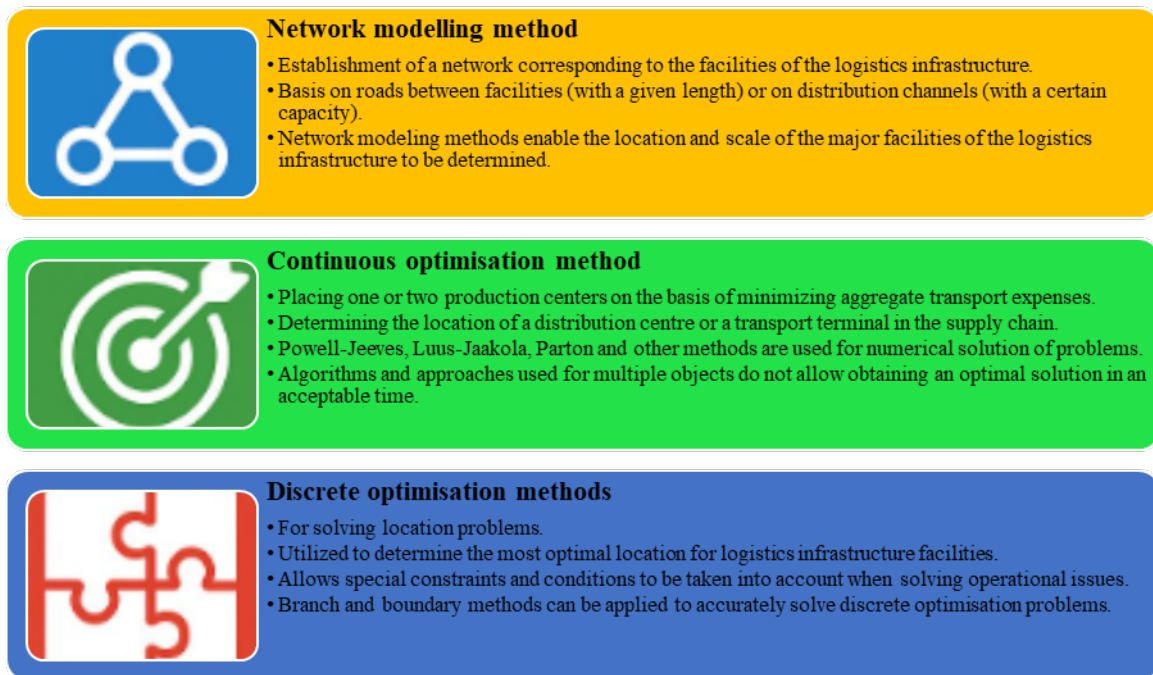 Network modelling method
• Establishment of a network corresponding to the facilities of the logistics infrastructure.
• Basis on roads between facilities (with a given length) or on distribution channels (with a certain
capacity).
• Network modeling methods enable the location and scale of the major facilities of the logistics
infrastructure to be determined.
Continuous optimisation method
• Placing one or two production centers on the basis of minimizing aggregate transport expenses.
• Determining the location of a distribution centre or a transport terminal in the supply chain.
• Powell-Jeeves, Luus-Jaakola, Parton and other methods are used for numerical solution of problems.
• Algorithms and approaches used for multiple objects do not allow obtaining an optimal solution in an
acceptable time.
Discrete optimisation methods
• For solving location problems.
• Utilized to determine the most optimal location for logistics infrastructure facilities.
• Allows special constraints and conditions to be taken into account when solving operational issues.
• Branch and boundary methods can be applied to accurately solve discrete optimisation problems.